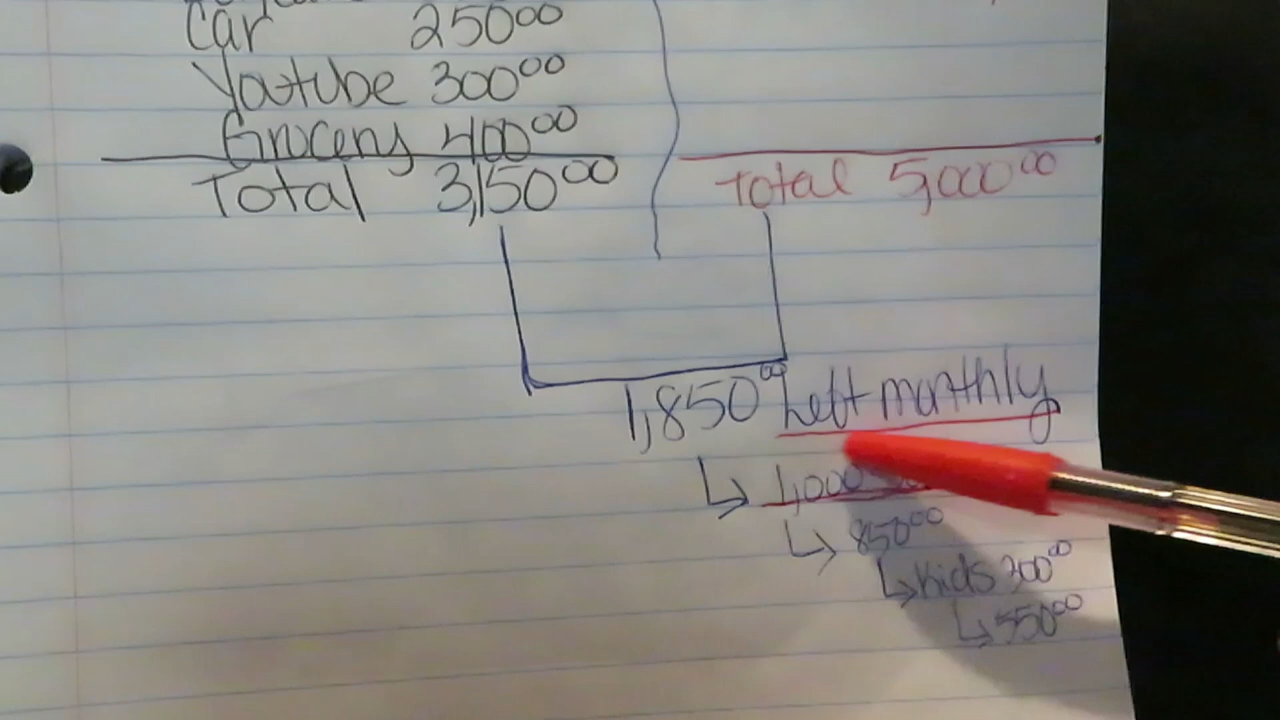 Car 250⁰⁰
Youtube 300⁰⁰
Grocery 400⁰⁰
Total 3,150⁰⁰
Total 5,000⁰⁰
1,850⁰⁰ Left monthly
↳ 1,000
↳ 850⁰⁰
↳ Kids 300⁰⁰
↳ 550⁰⁰